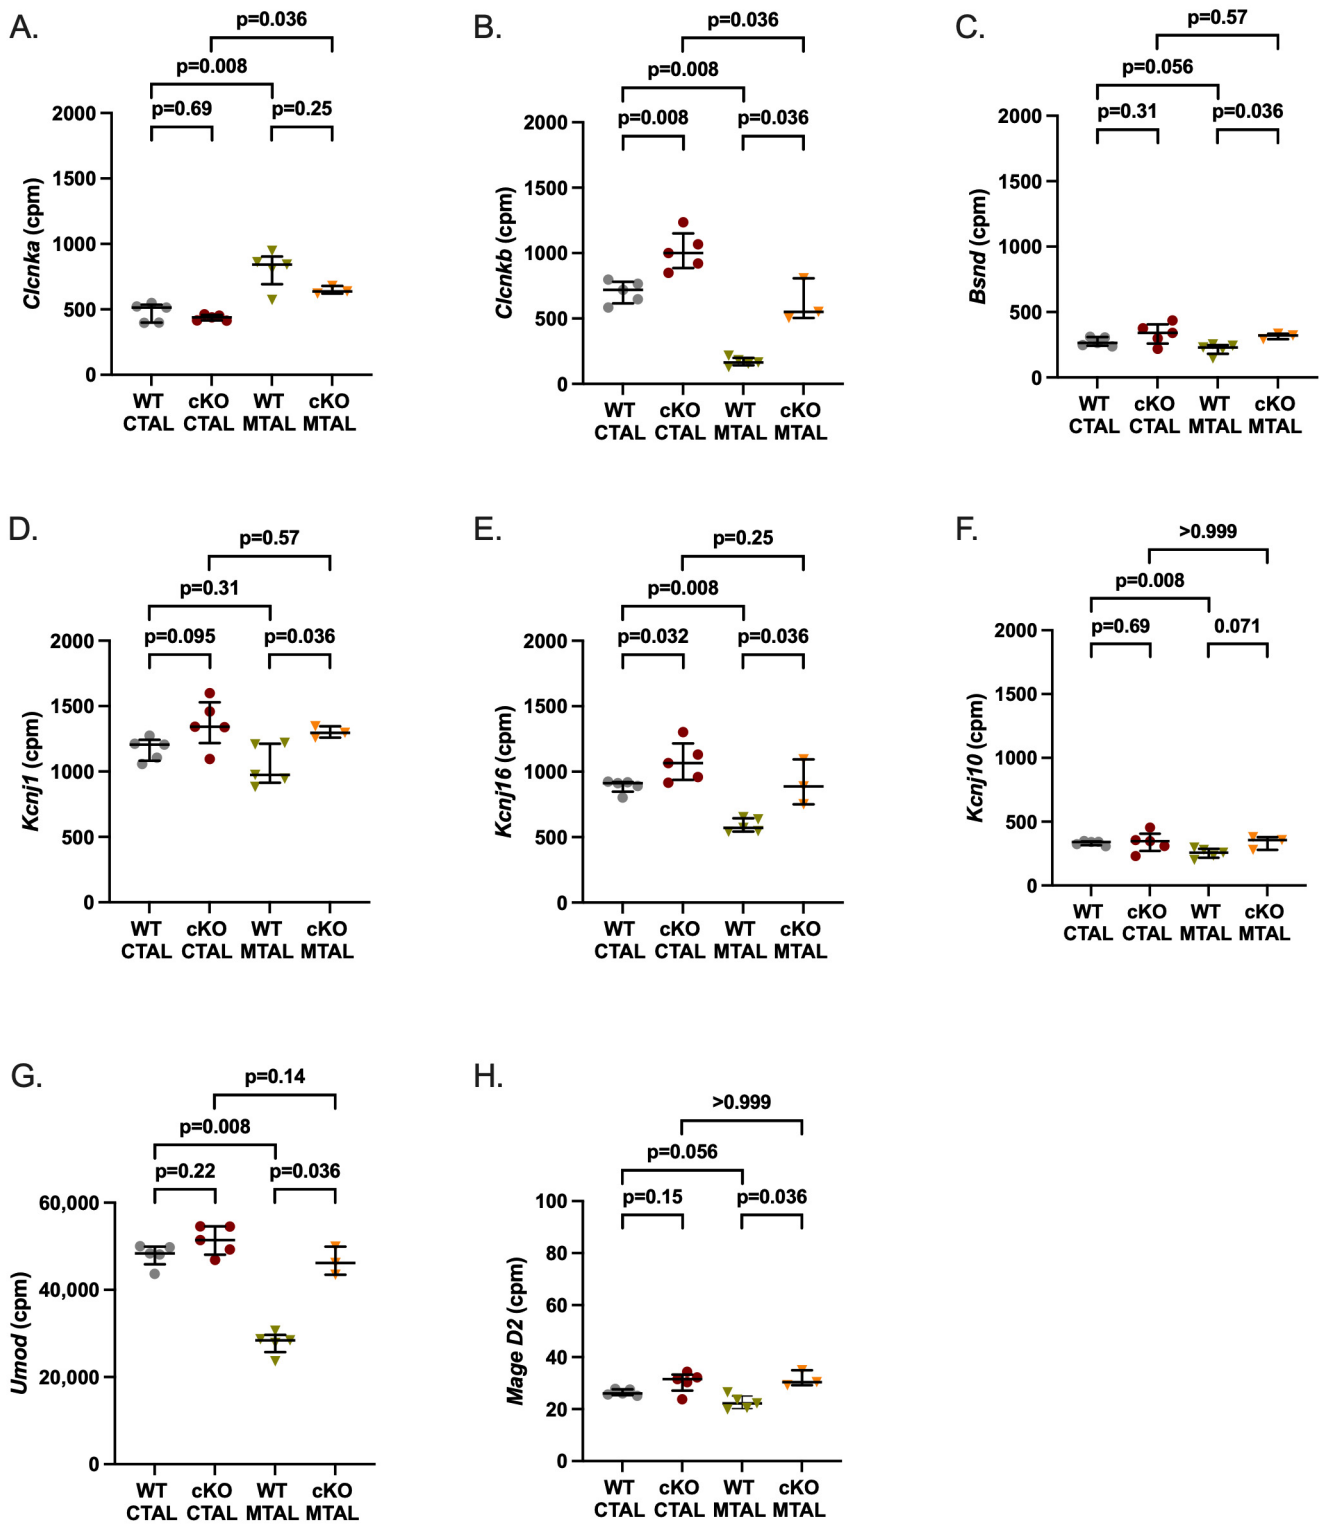 A.
p=0.036
p=0.008
p=0.69
p=0.25
2000
1500
1000
500
0
Clcnka (cpm)
WT cKO WT cKO
CTAL CTAL MTAL MTAL
B.
p=0.036
p=0.008
p=0.008
p=0.036
2000
1500
1000
500
0
Clcnkb (cpm)
WT cKO WT cKO
CTAL CTAL MTAL MTAL
C.
p=0.57
p=0.056
p=0.31
p=0.036
2000
1500
1000
500
0
Bsnd (cpm)
WT cKO WT cKO
CTAL CTAL MTAL MTAL
D.
p=0.57
p=0.31
p=0.095
p=0.036
2000
1500
1000
500
0
Kcnj1 (cpm)
WT cKO WT cKO
CTAL CTAL MTAL MTAL
E.
p=0.25
p=0.008
p=0.032
p=0.036
2000
1500
1000
500
0
Kcnj16 (cpm)
WT cKO WT cKO
CTAL CTAL MTAL MTAL
F.
>0.999
p=0.008
p=0.69
0.071
2000
1500
1000
500
0
Kcnj10 (cpm)
WT cKO WT cKO
CTAL CTAL MTAL MTAL
G.
p=0.14
p=0.008
p=0.22
p=0.036
60,000
40,000
20,000
0
Umod (cpm)
WT cKO WT cKO
CTAL CTAL MTAL MTAL
H.
>0.999
p=0.056
p=0.15
p=0.036
100
80
60
40
20
0
Mage D2 (cpm)
WT cKO WT cKO
CTAL CTAL MTAL MTAL